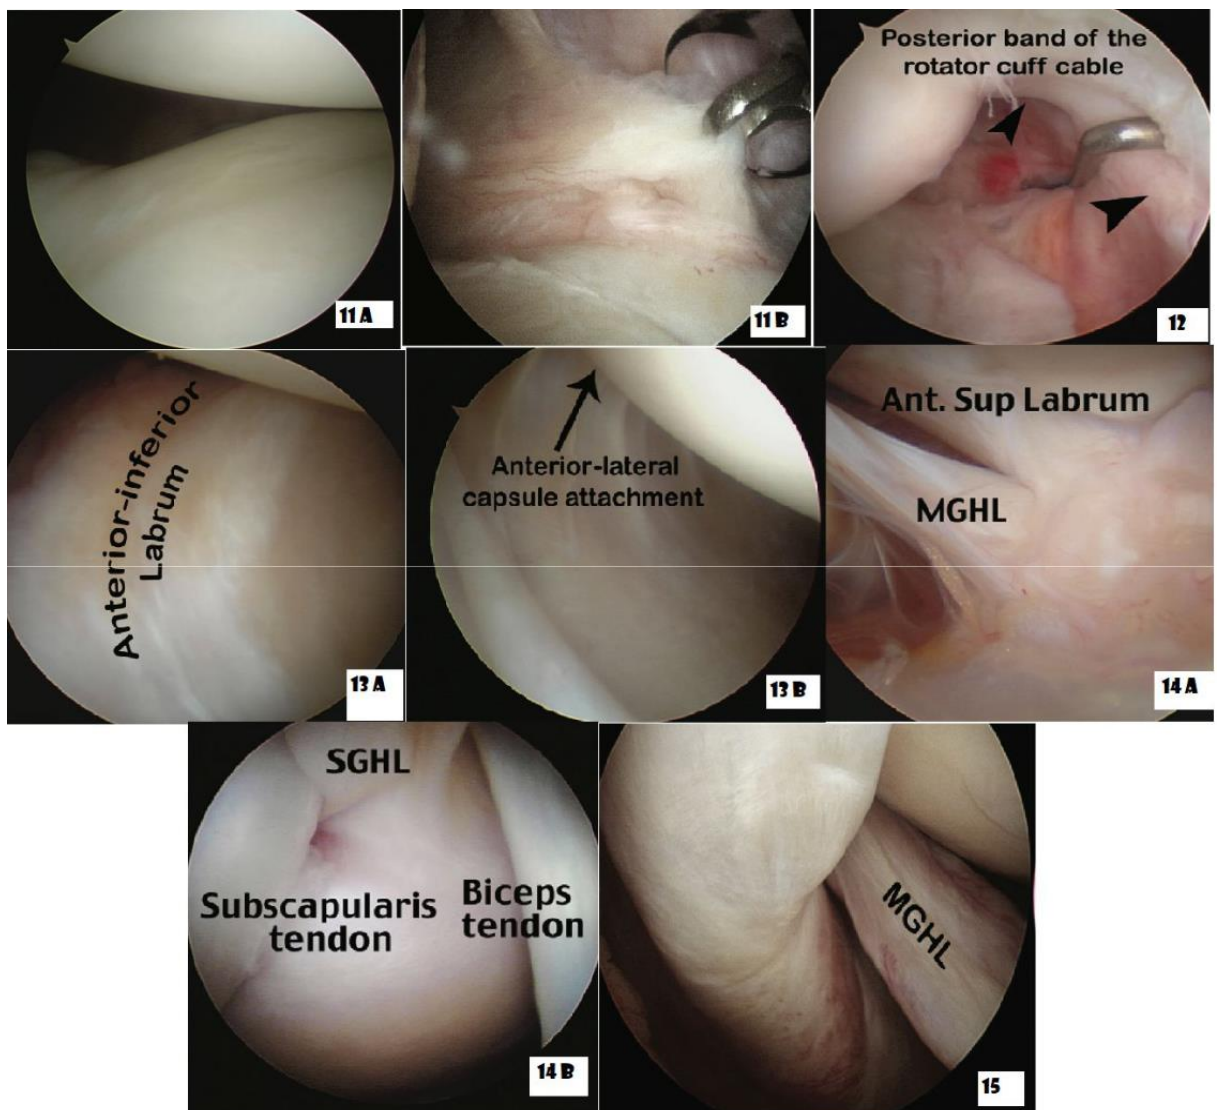 11 A
11 B
Posterior band of the
rotator cuff cable
12
Anterior-inferior
Labrum
13 A
Anterior-lateral
capsule attachment
13 B
Ant. Sup Labrum
MGHL
14 A
SGHL
Subscapularis
tendon
Biceps
tendon
14 B
MGHL
15